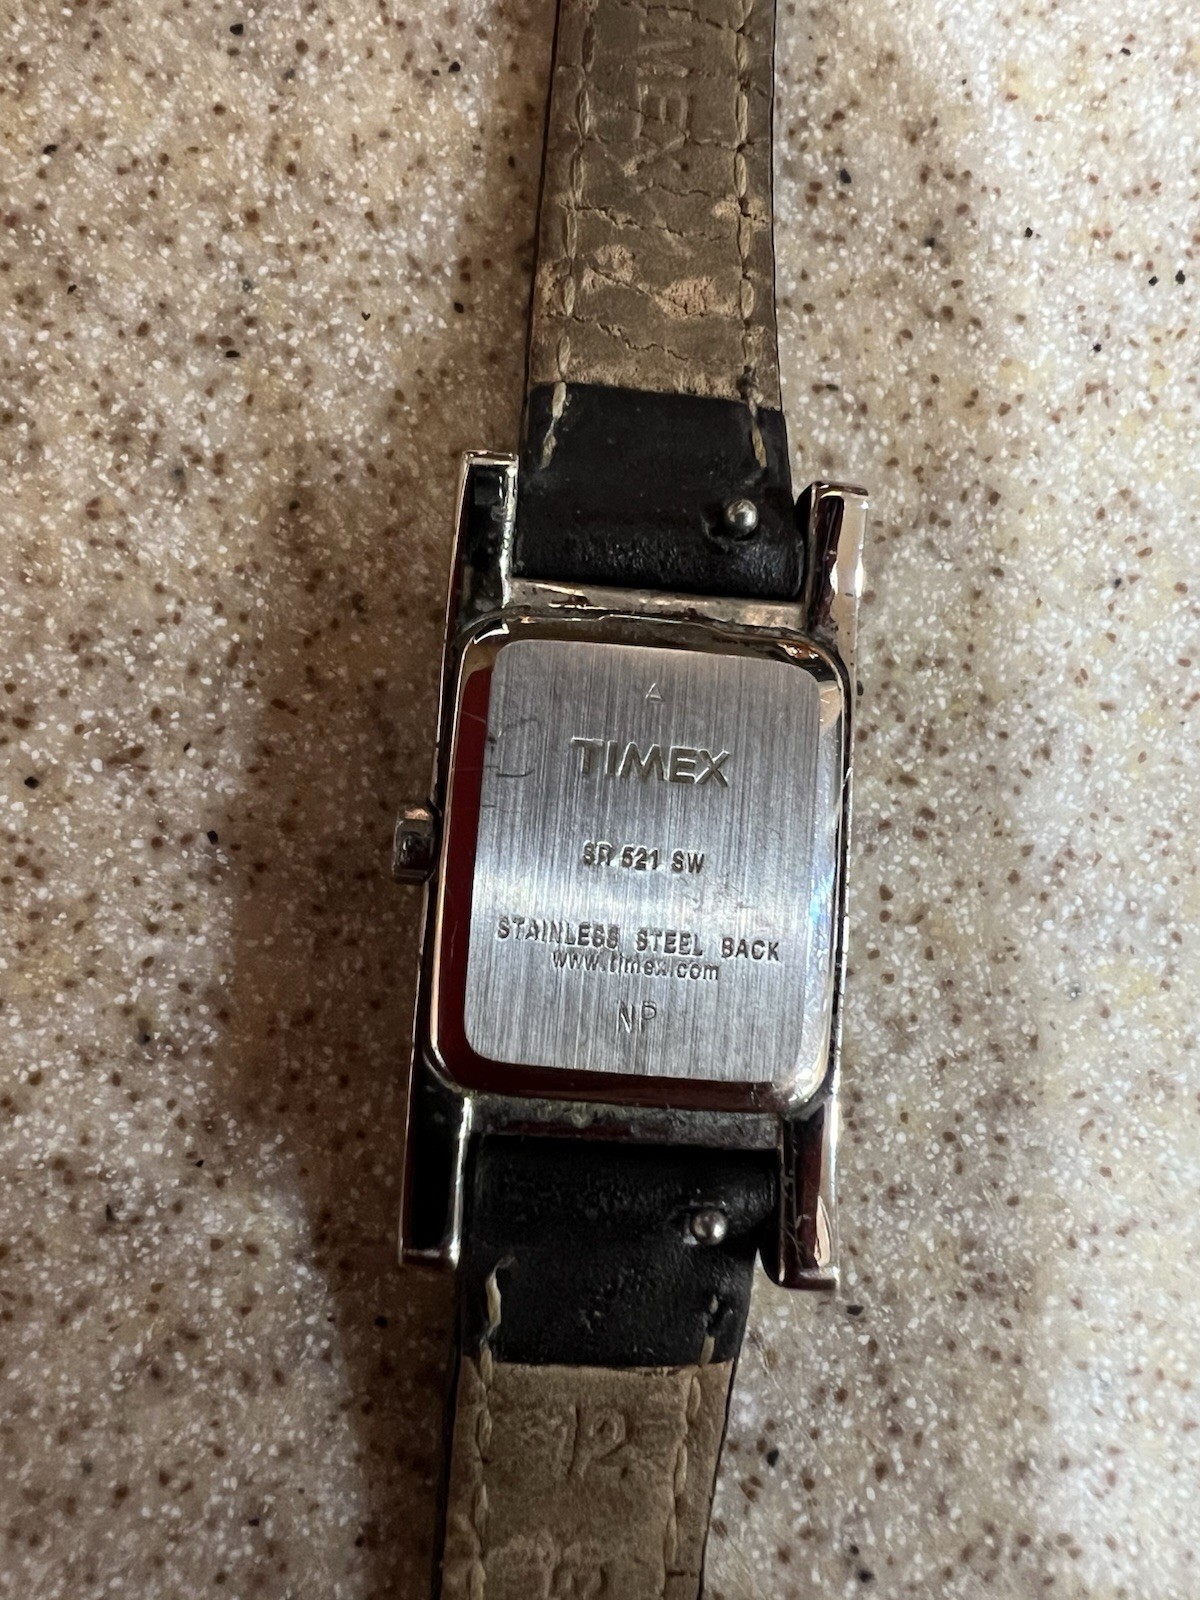 A
TIMEX
SR 521 SW
STAINLESS STEEL BACK
www.timex.com
NP